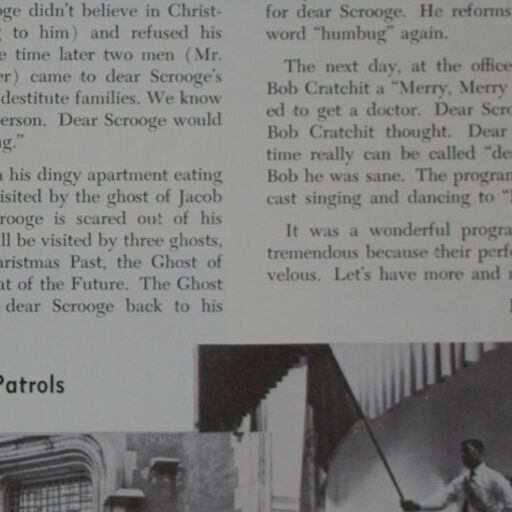 oge didn't believe in Christ-
g to him) and refused his
e time later two men (Mr.
er) came to dear Scrooge's
destitute families. We know
erson. Dear Scrooge would
g."
n his dingy apartment eating
isited by the ghost of Jacob
rooge is scared out of his
ll be visited by three ghosts,
hristmas Past, the Ghost of
at of the Future. The Ghost
dear Scrooge back to his
for dear Scrooge. He reforms
word "humbug" again.
The next day, at the office
Bob Cratchit a "Merry, Merry
ed to get a doctor. Dear Scro
Bob Cratchit thought. Dear
time really can be called "de
Bob he was sane. The program
cast singing and dancing to "
It was a wonderful progra
tremendous because their perfo
velous. Let's have more and
Patrols